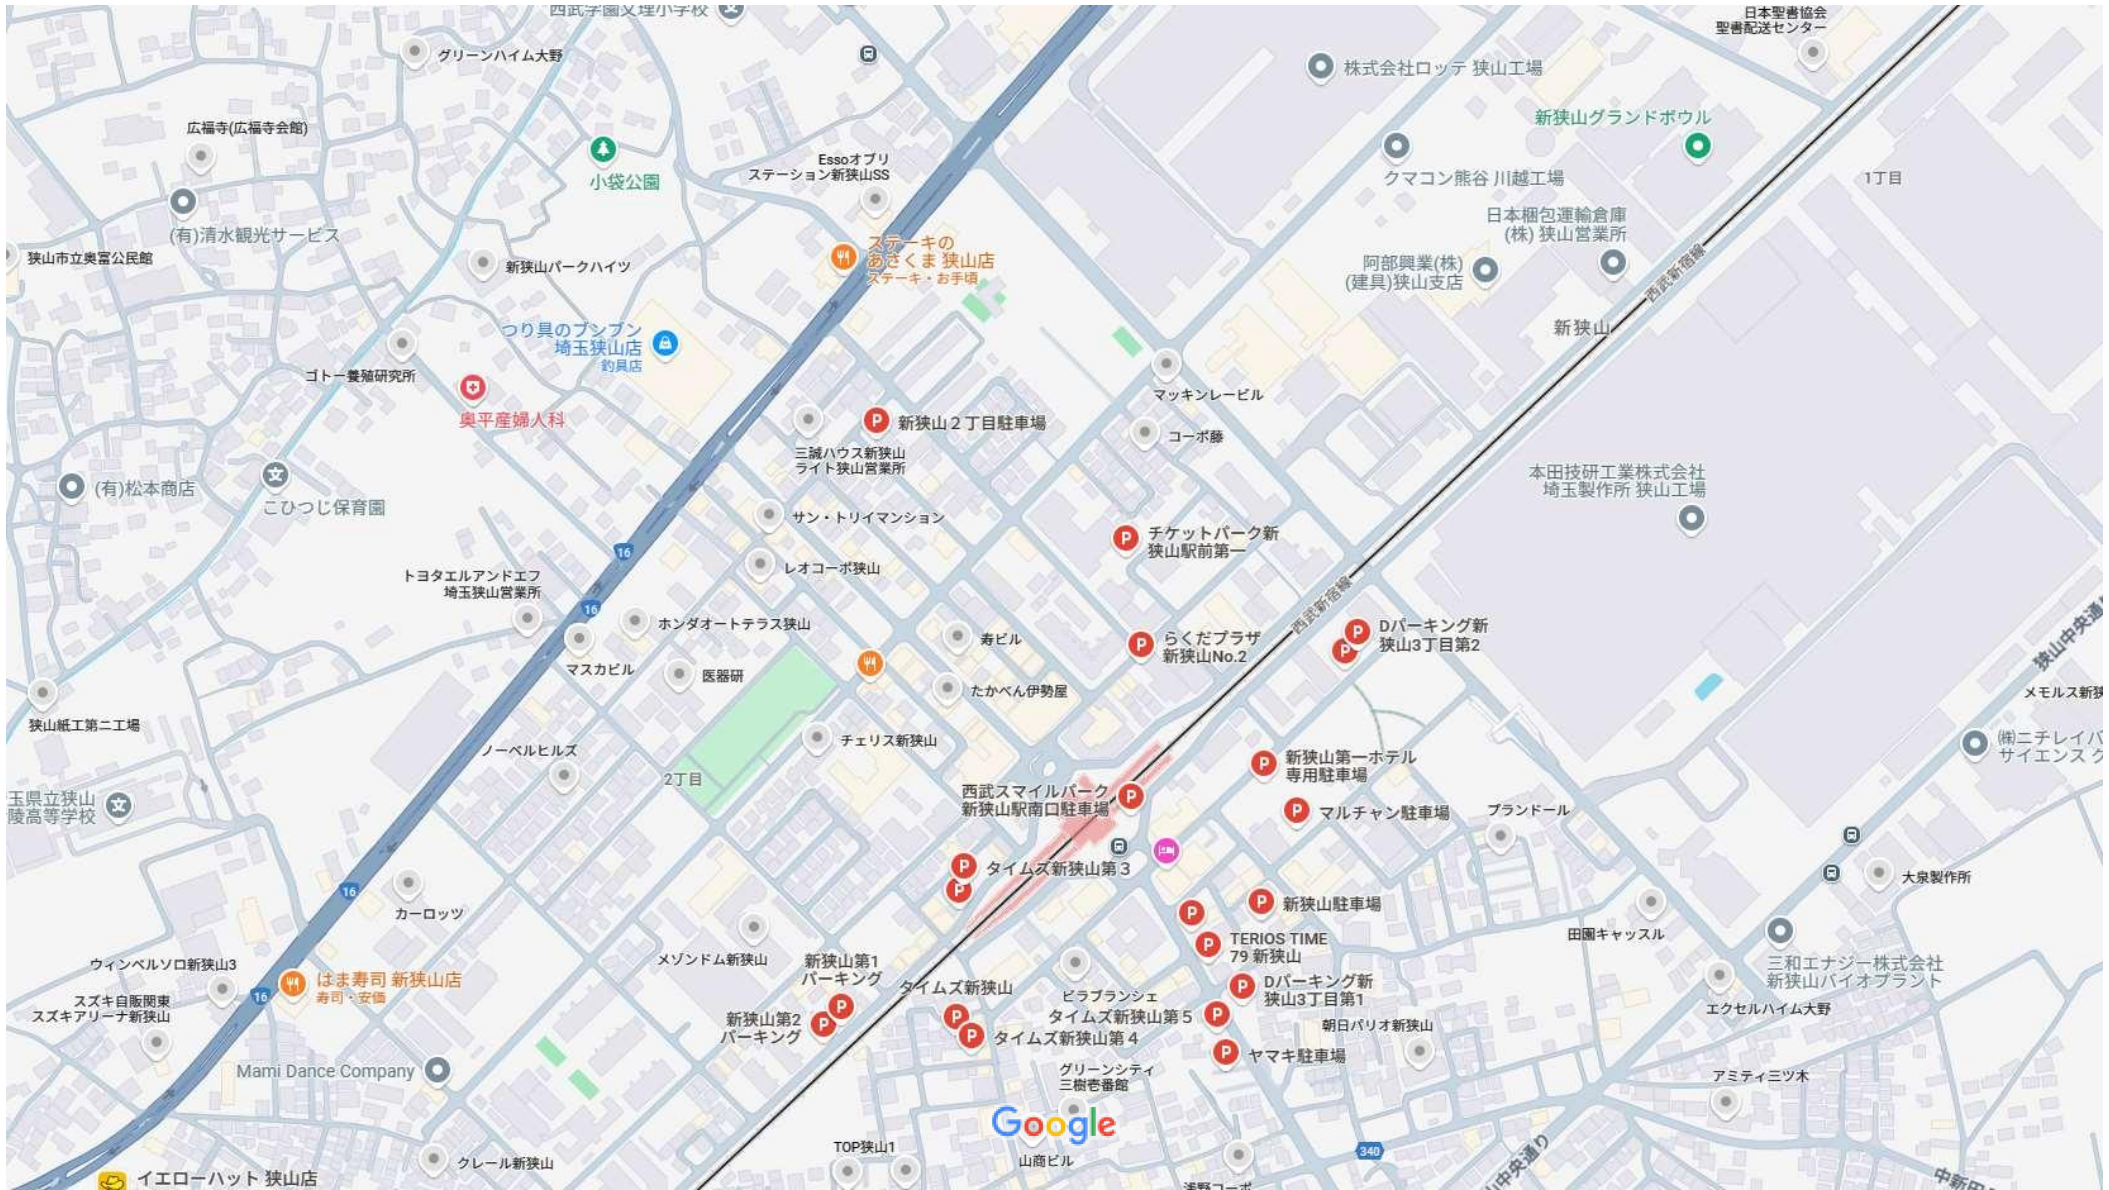 西武学園文理小学校
グリーンハイム大野
日本聖書協会
聖書配送センター
株式会社ロッテ 狭山工場
新狭山グランドボウル
広福寺(広福寺会館)
Essoオブリ
ステーション新狭山SS
小袋公園
クマコン熊谷 川越工場
1丁目
(有)清水観光サービス
日本梱包運輸倉庫
(株) 狭山営業所
狭山市立奥富公民館
新狭山パークハイツ
ステーキの
あさくま 狭山店
ステーキ・お手頃
阿部興業(株)
(建具)狭山支店
西武新宿線
新狭山
つり具のブンブン
埼玉狭山店
釣具店
ゴトー養殖研究所
奥平産婦人科
マッキンレービル
新狭山2丁目駐車場
コーポ藤
三誠ハウス新狭山
ライト狭山営業所
本田技研工業株式会社
埼玉製作所 狭山工場
(有)松本商店
こひつじ保育園
サン・トリイマンション
チケットパーク新
狭山駅前第一
16
レオコーポ狭山
トヨタエルアンドエフ
埼玉狭山営業所
16
西武新宿線
ホンダオートテラス狭山
寿ビル
らくだプラザ
新狭山No.2
Dパーキング新
狭山3丁目第2
狭山中央通り
マスカビル
医器研
たかべん伊勢屋
メモルス新狭
狭山紙工第二工場
ノーベルヒルズ
チェリス新狭山
㈱ニチレイバ
サイエンス ク
2丁目
新狭山第一ホテル
専用駐車場
西武スマイルパーク
新狭山駅南口駐車場
玉県立狭山
陵高等学校
マルチャン駐車場
ブランドール
タイムズ新狭山第3
16
大泉製作所
カーロッツ
新狭山駐車場
田園キャッスル
TERIOS TIME
79 新狭山
メゾンドム新狭山
新狭山第1
パーキング
ウィンベルソロ新狭山3
はま寿司 新狭山店
寿司・安価
三和エナジー株式会社
新狭山バイオプラント
16
タイムズ新狭山
ビラブランシェ
Dパーキング新
狭山3丁目第1
スズキ自販関東
スズキアリーナ新狭山
新狭山第2
パーキング
タイムズ新狭山第5
エクセルハイム大野
タイムズ新狭山第4
朝日パリオ新狭山
ヤマキ駐車場
Mami Dance Company
グリーンシティ
三樹壱番館
アミティ三ツ木
Google
TOP狭山1
山商ビル
340
クレール新狭山
山中央通り
イエローハット 狭山店
浅野コーポ
中新田